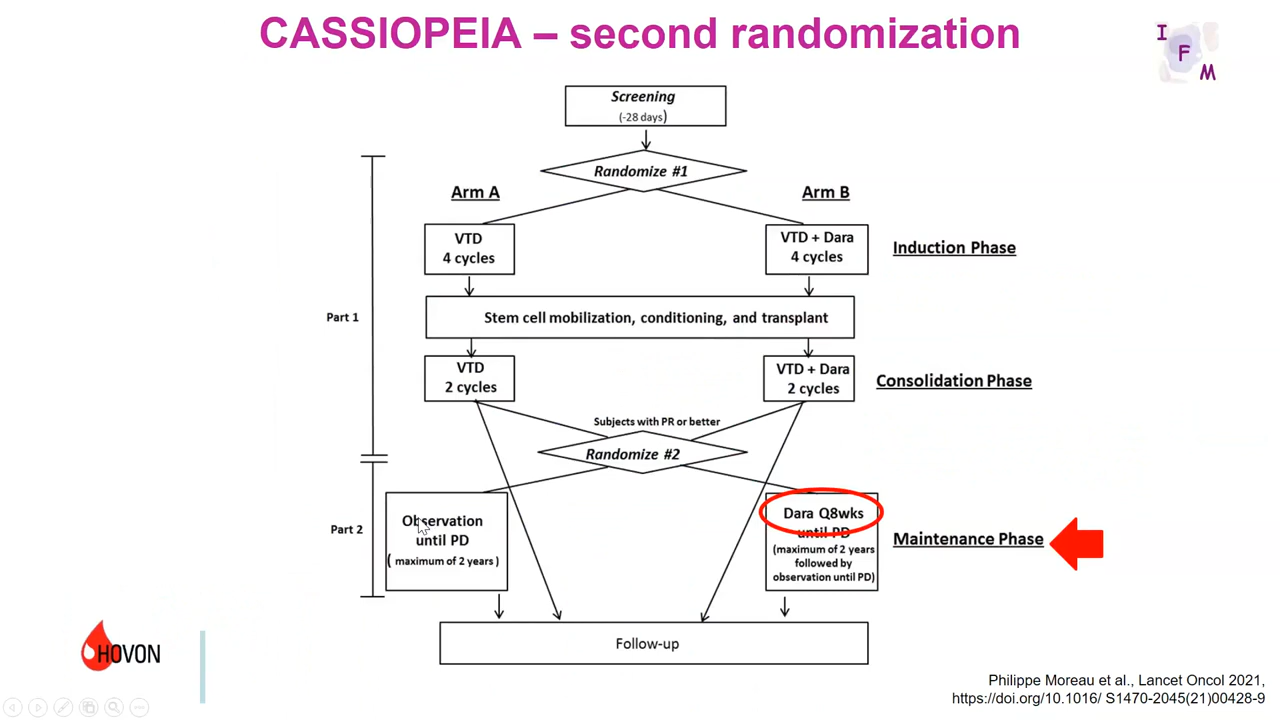 CASSIOPEIA – second randomization
I
F
M
Screening
(-28 days)
Randomize #1
Arm A
Arm B
VTD
4 cycles
VTD + Dara
4 cycles
Induction Phase
Part 1
Stem cell mobilization, conditioning, and transplant
VTD
2 cycles
VTD + Dara
2 cycles
Consolidation Phase
Subjects with PR or better
Randomize #2
Part 2
Observation
until PD
( maximum of 2 years )
Dara Q8wks
until PD
(maximum of 2 years
followed by
observation until PD)
Maintenance Phase
Follow-up
HOVON
Philippe Moreau et al., Lancet Oncol 2021,
https://doi.org/10.1016/ S1470-2045(21)00428-9